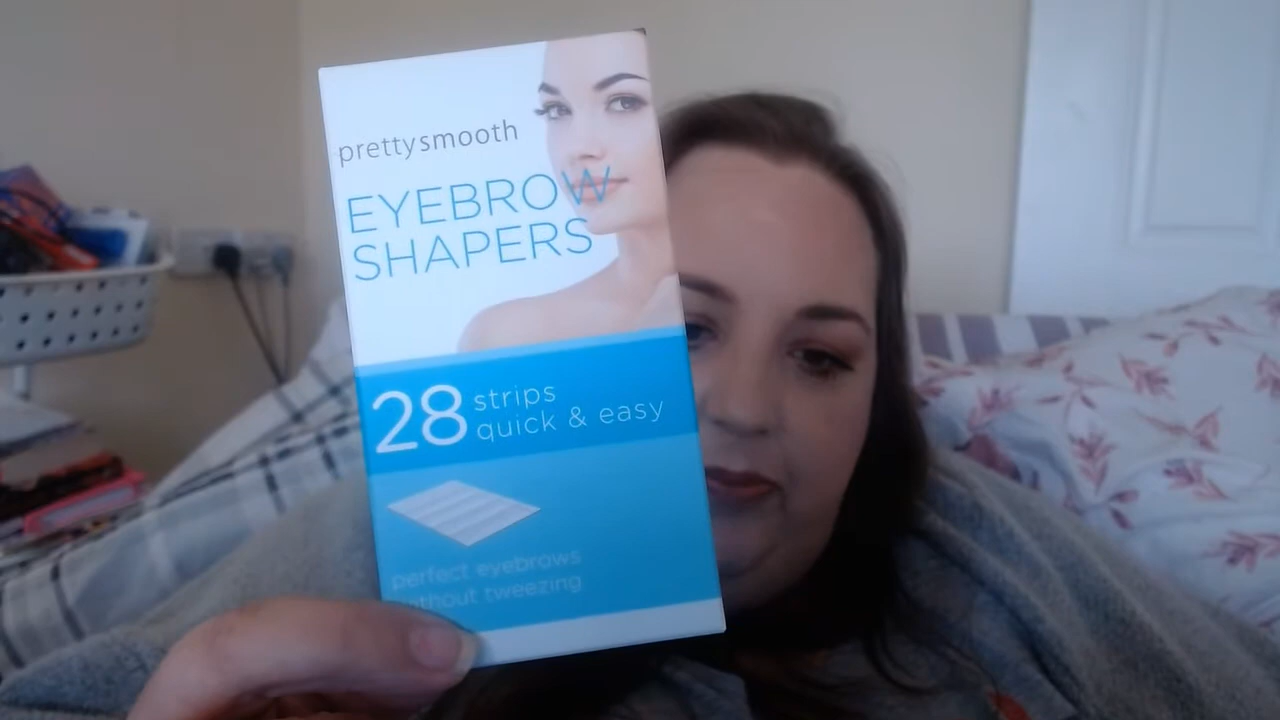 prettysmooth
EYEBROW
SHAPERS
28 strips
quick & easy
perfect eyebrows
without tweezing